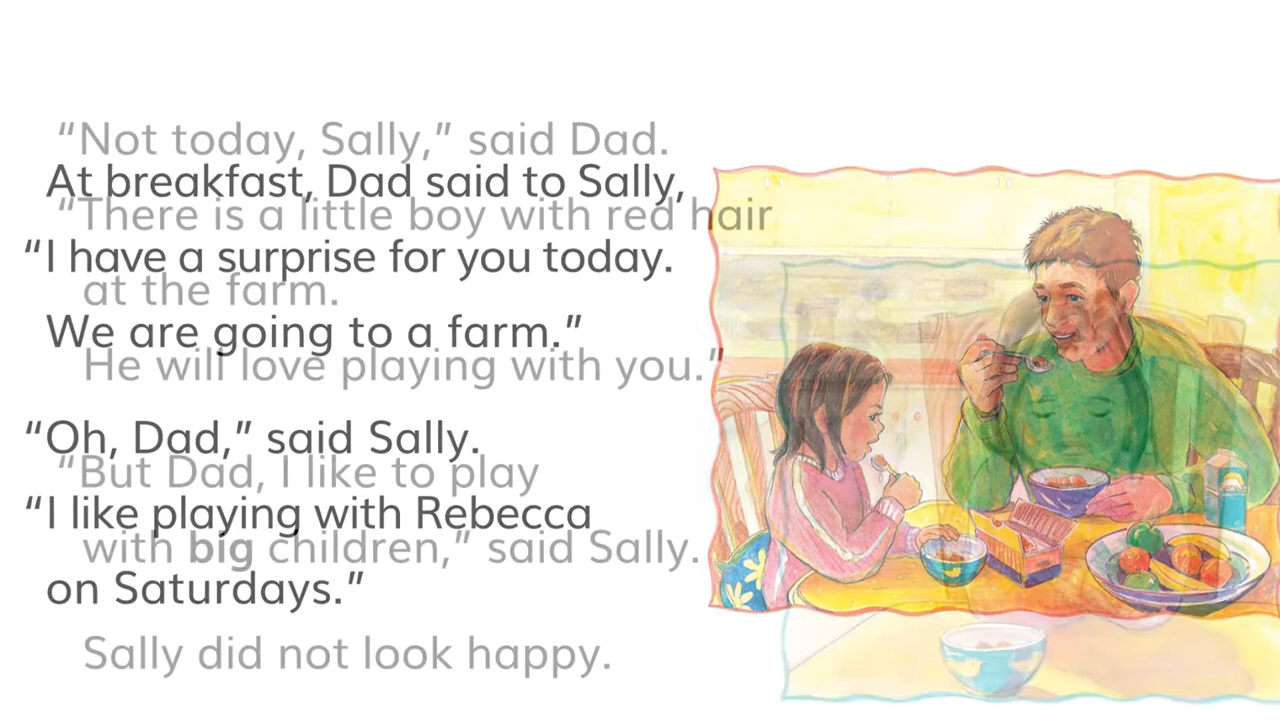 At breakfast, Dad said to Sally,
“I have a surprise for you today.
We are going to a farm.”
“Oh, Dad,” said Sally.
“I like playing with Rebecca
on Saturdays.”
“Not today, Sally,” said Dad.
“There is a little boy with red hair
at the farm.
He will love playing with you.”
“But Dad, I like to play
with big children,” said Sally.
Sally did not look happy.